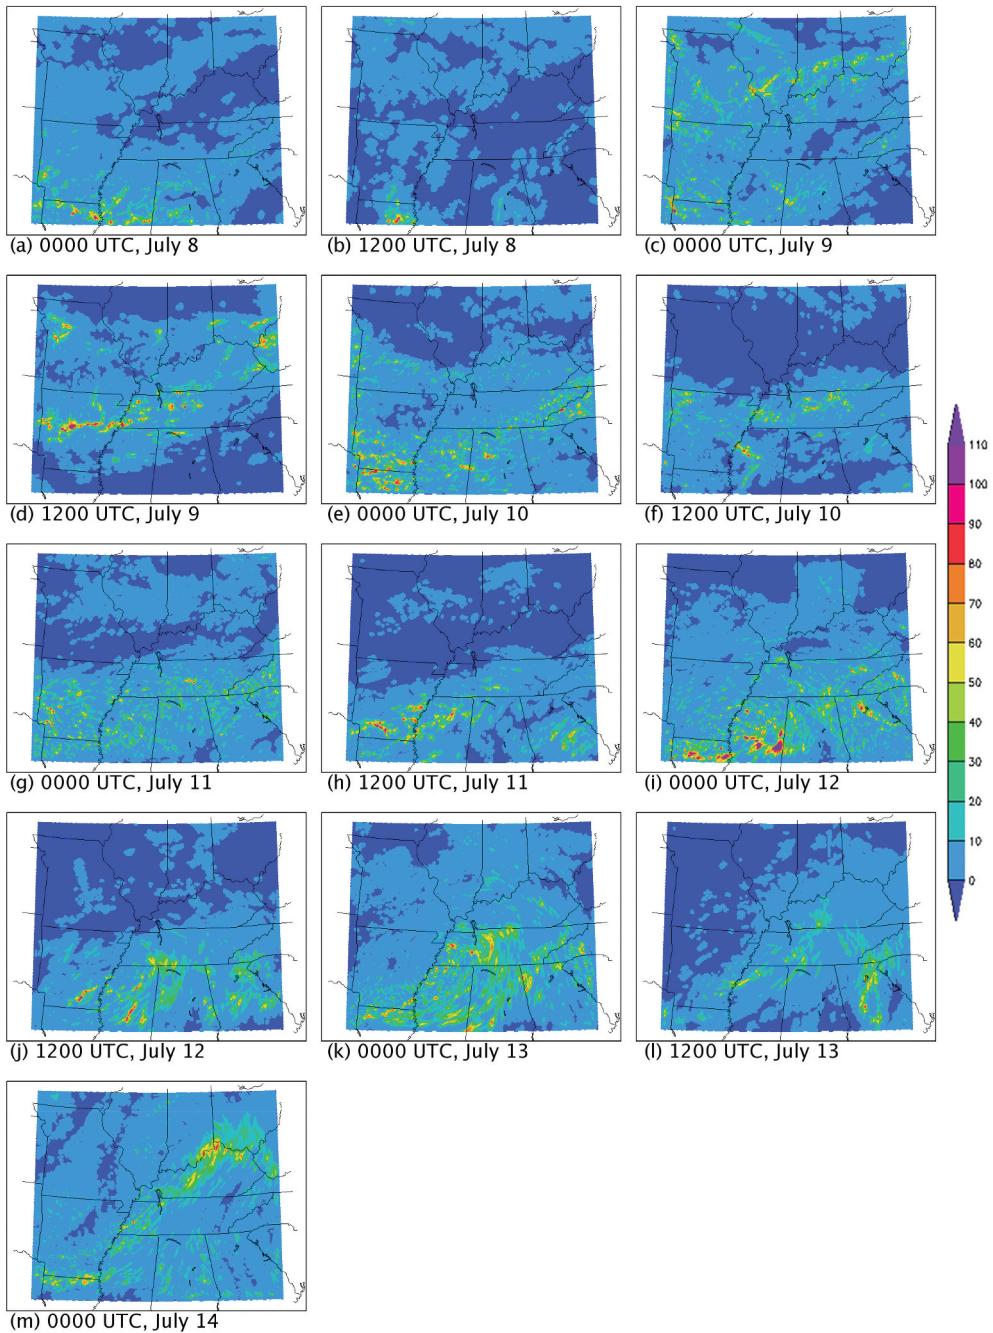 (a) 0000 UTC, July 8
(b) 1200 UTC, July 8
(c) 0000 UTC, July 9
(d) 1200 UTC, July 9
(e) 0000 UTC, July 10
(f) 1200 UTC, July 10
110
100
90
80
70
60
50
40
30
20
10
0
(g) 0000 UTC, July 11
(h) 1200 UTC, July 11
(i) 0000 UTC, July 12
(j) 1200 UTC, July 12
(k) 0000 UTC, July 13
(l) 1200 UTC, July 13
(m) 0000 UTC, July 14